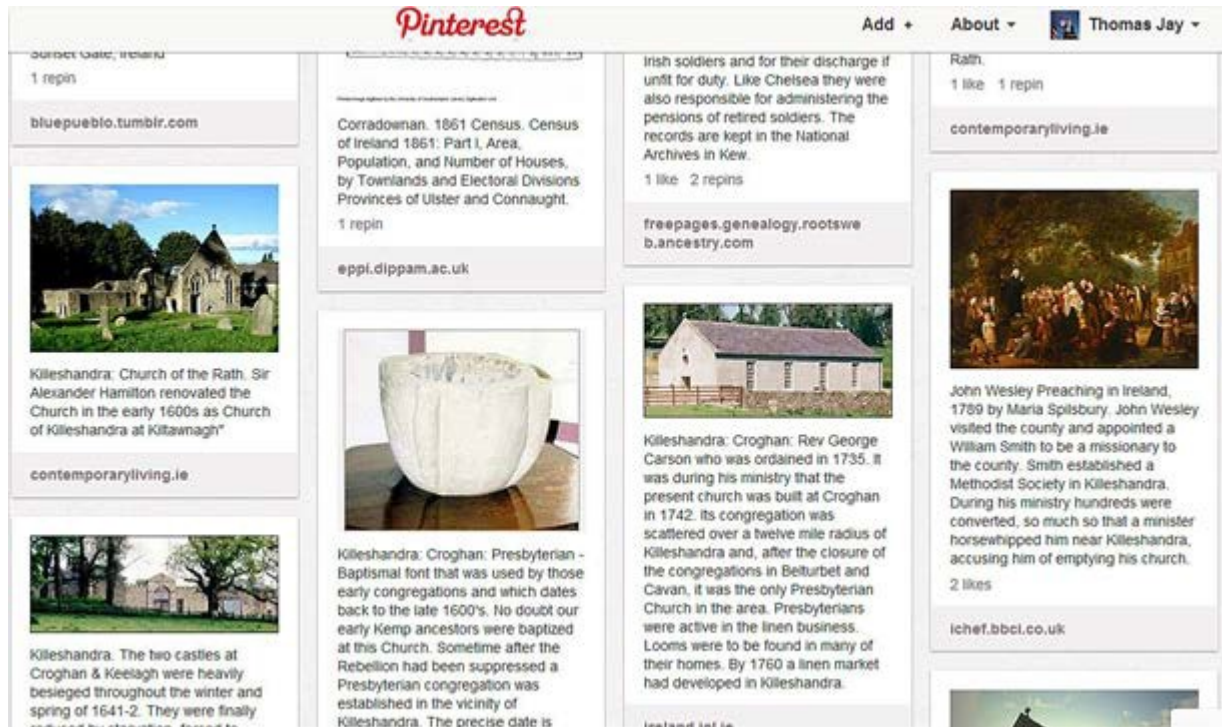 Pinterest
Add +
About
Thomas Jay
Sunset Gate, Ireland
1 repin
bluepueblo.tumblr.com
Killeshandra: Church of the Rath. Sir
Alexander Hamilton renovated the
Church in the early 1600s as Church
of Killeshandra at Kiltawnagh"
contemporaryliving.ie
Killeshandra. The two castles at
Croghan & Keelagh were heavily
besieged throughout the winter and
spring of 1641-2. They were finally
reduced by starvation, forced to
Corradownan. 1861 Census. Census
of Ireland 1861: Part I, Area,
Population, and Number of Houses,
by Townlands and Electoral Divisions
Provinces of Ulster and Connaught.
1 repin
eppi.dippam.ac.uk
Killeshandra: Croghan: Presbyterian -
Baptismal font that was used by those
early congregations and which dates
back to the late 1600's. No doubt our
early Kemp ancestors were baptized
at this Church. Sometime after the
Rebellion had been suppressed a
Presbyterian congregation was
established in the vicinity of
Killeshandra. The precise date is
Irish soldiers and for their discharge if
unfit for duty. Like Chelsea they were
also responsible for administering the
pensions of retired soldiers. The
records are kept in the National
Archives in Kew.
1 like 2 repins
freepages.genealogy.rootswe
b.ancestry.com
Killeshandra: Croghan: Rev George
Carson who was ordained in 1735. It
was during his ministry that the
present church was built at Croghan
in 1742. Its congregation was
scattered over a twelve mile radius of
Killeshandra and, after the closure of
the congregations in Belturbet and
Cavan, it was the only Presbyterian
Church in the area. Presbyterians
were active in the linen business.
Looms were to be found in many of
their homes. By 1760 a linen market
had developed in Killeshandra.
Rath.
1 like 1 repin
contemporaryliving.ie
John Wesley Preaching in Ireland,
1789 by Maria Spilsbury. John Wesley
visited the county and appointed a
William Smith to be a missionary to
the county. Smith established a
Methodist Society in Killeshandra.
During his ministry hundreds were
converted, so much so that a minister
horsewhipped him near Killeshandra,
accusing him of emptying his church.
2 likes
ichef.bbci.co.uk